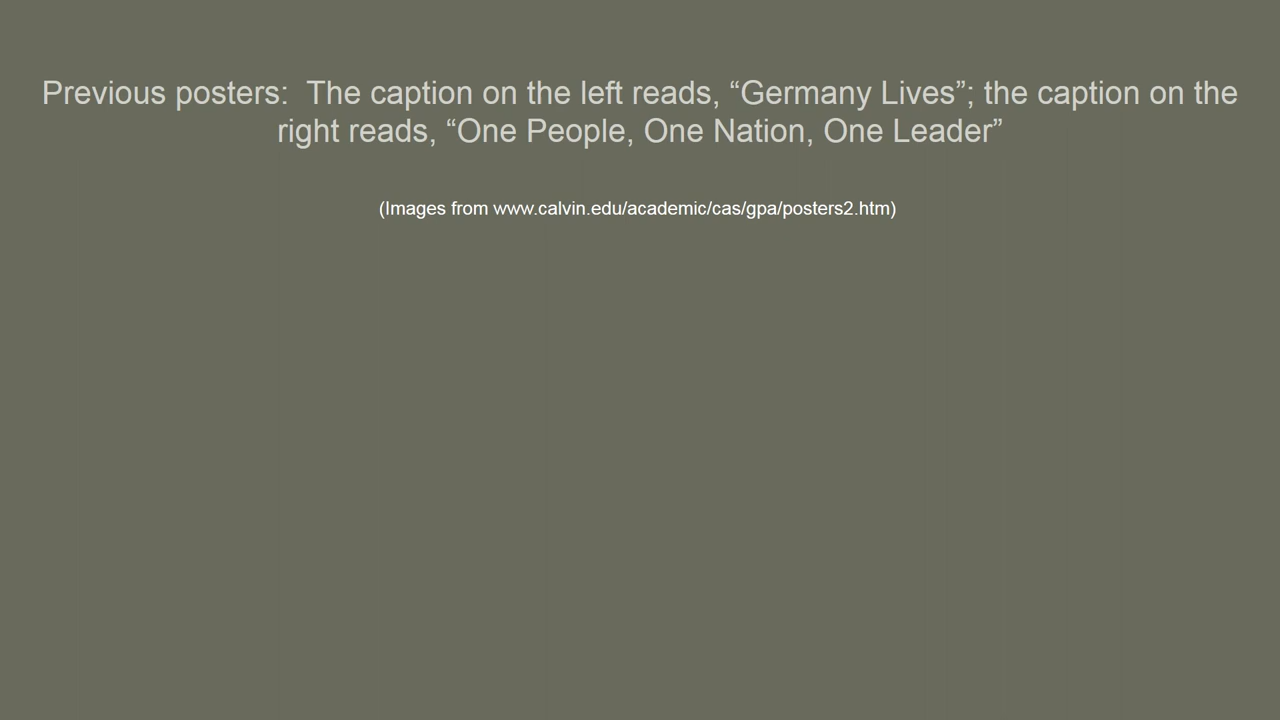 Previous posters:  The caption on the left reads, “Germany Lives”; the caption on the
right reads, “One People, One Nation, One Leader”
(Images from www.calvin.edu/academic/cas/gpa/posters2.htm)